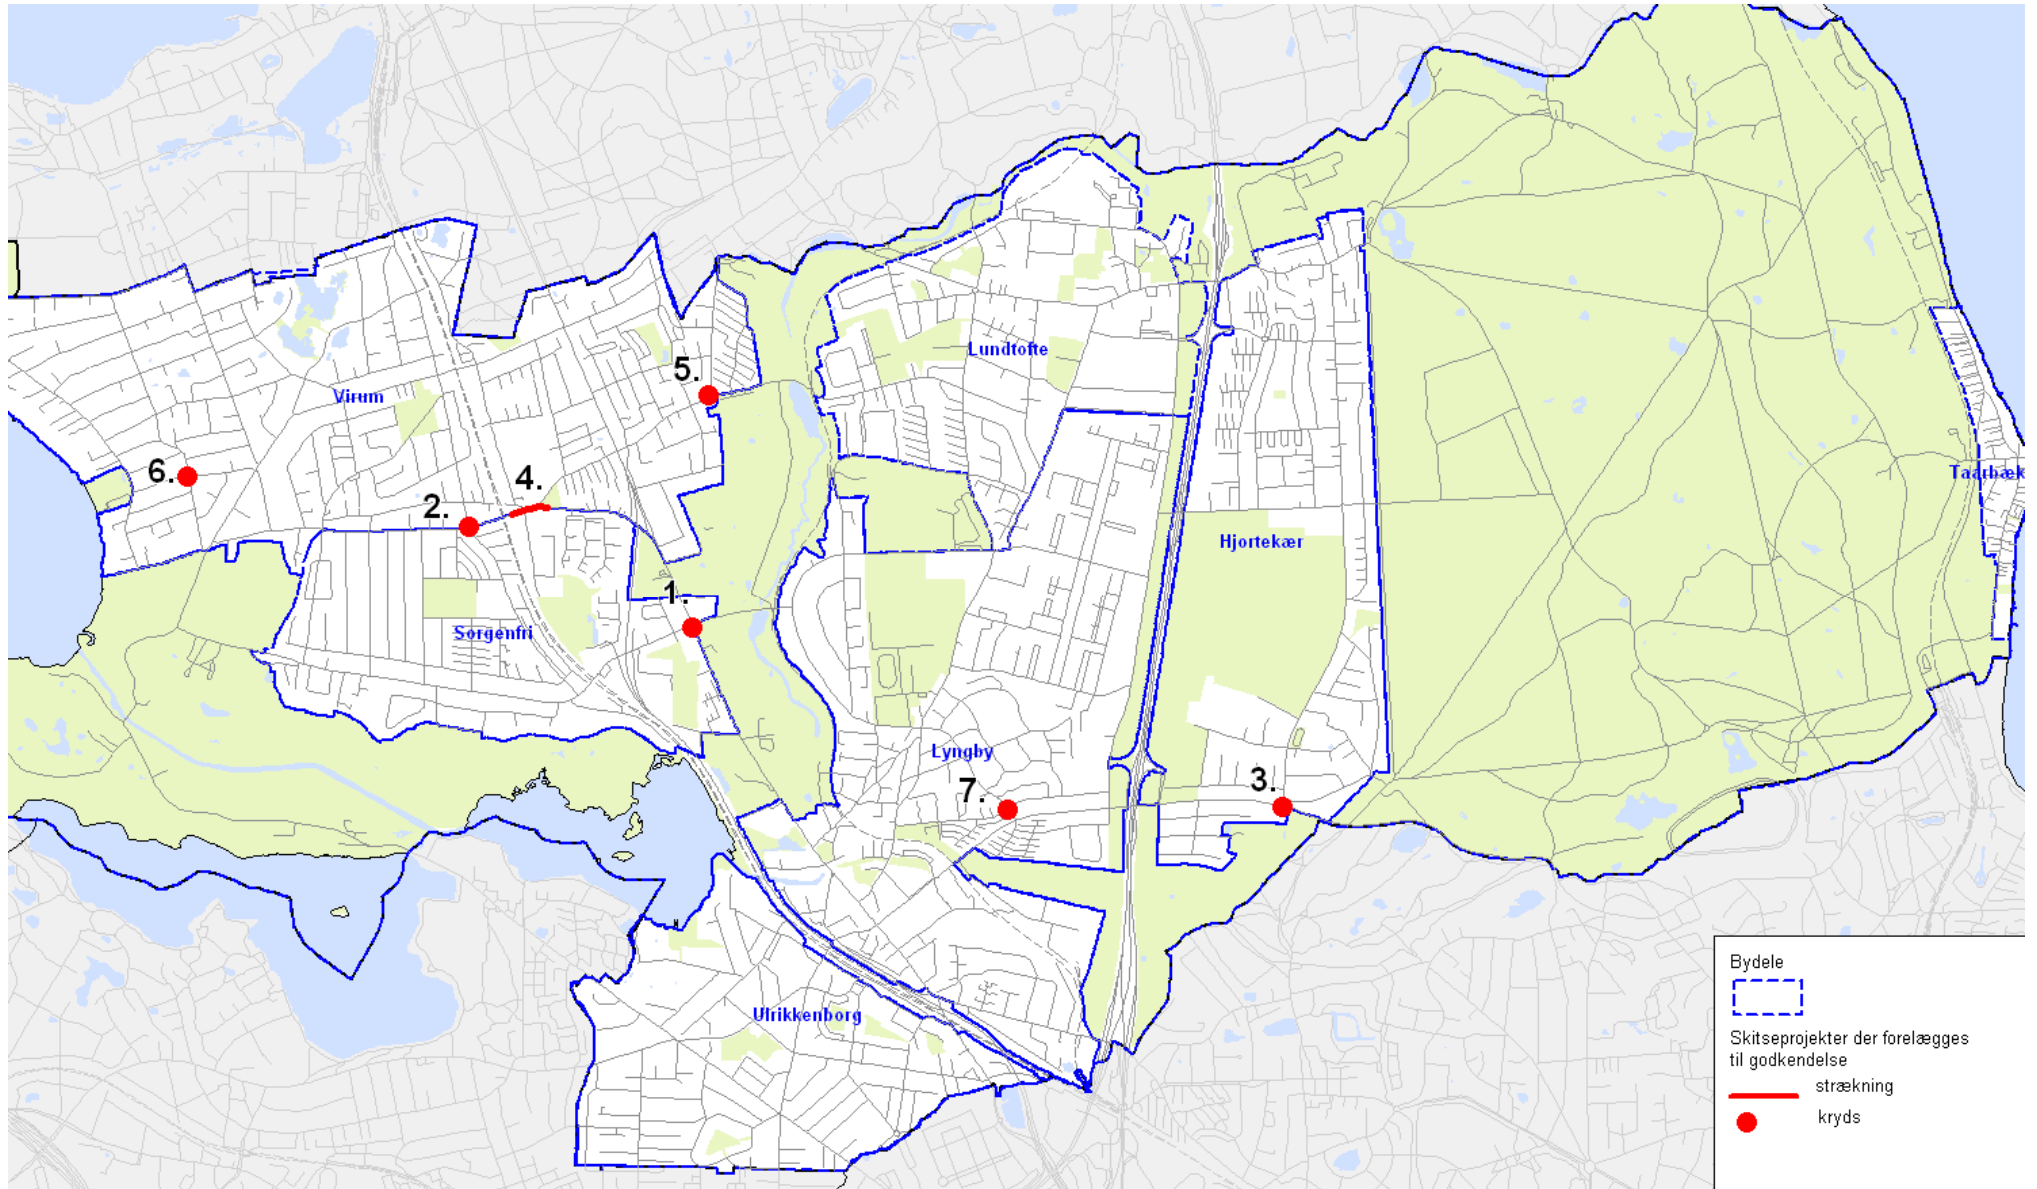 Lundtofte
5.
Virum
6.
4.
2.
Taarbæk
Hjortekær
1.
Sorgenfri
Lyngby
7.
3.
Ulrikkenborg
Bydele
Skitseprojekter der forelægges
til godkendelse
strækning
kryds